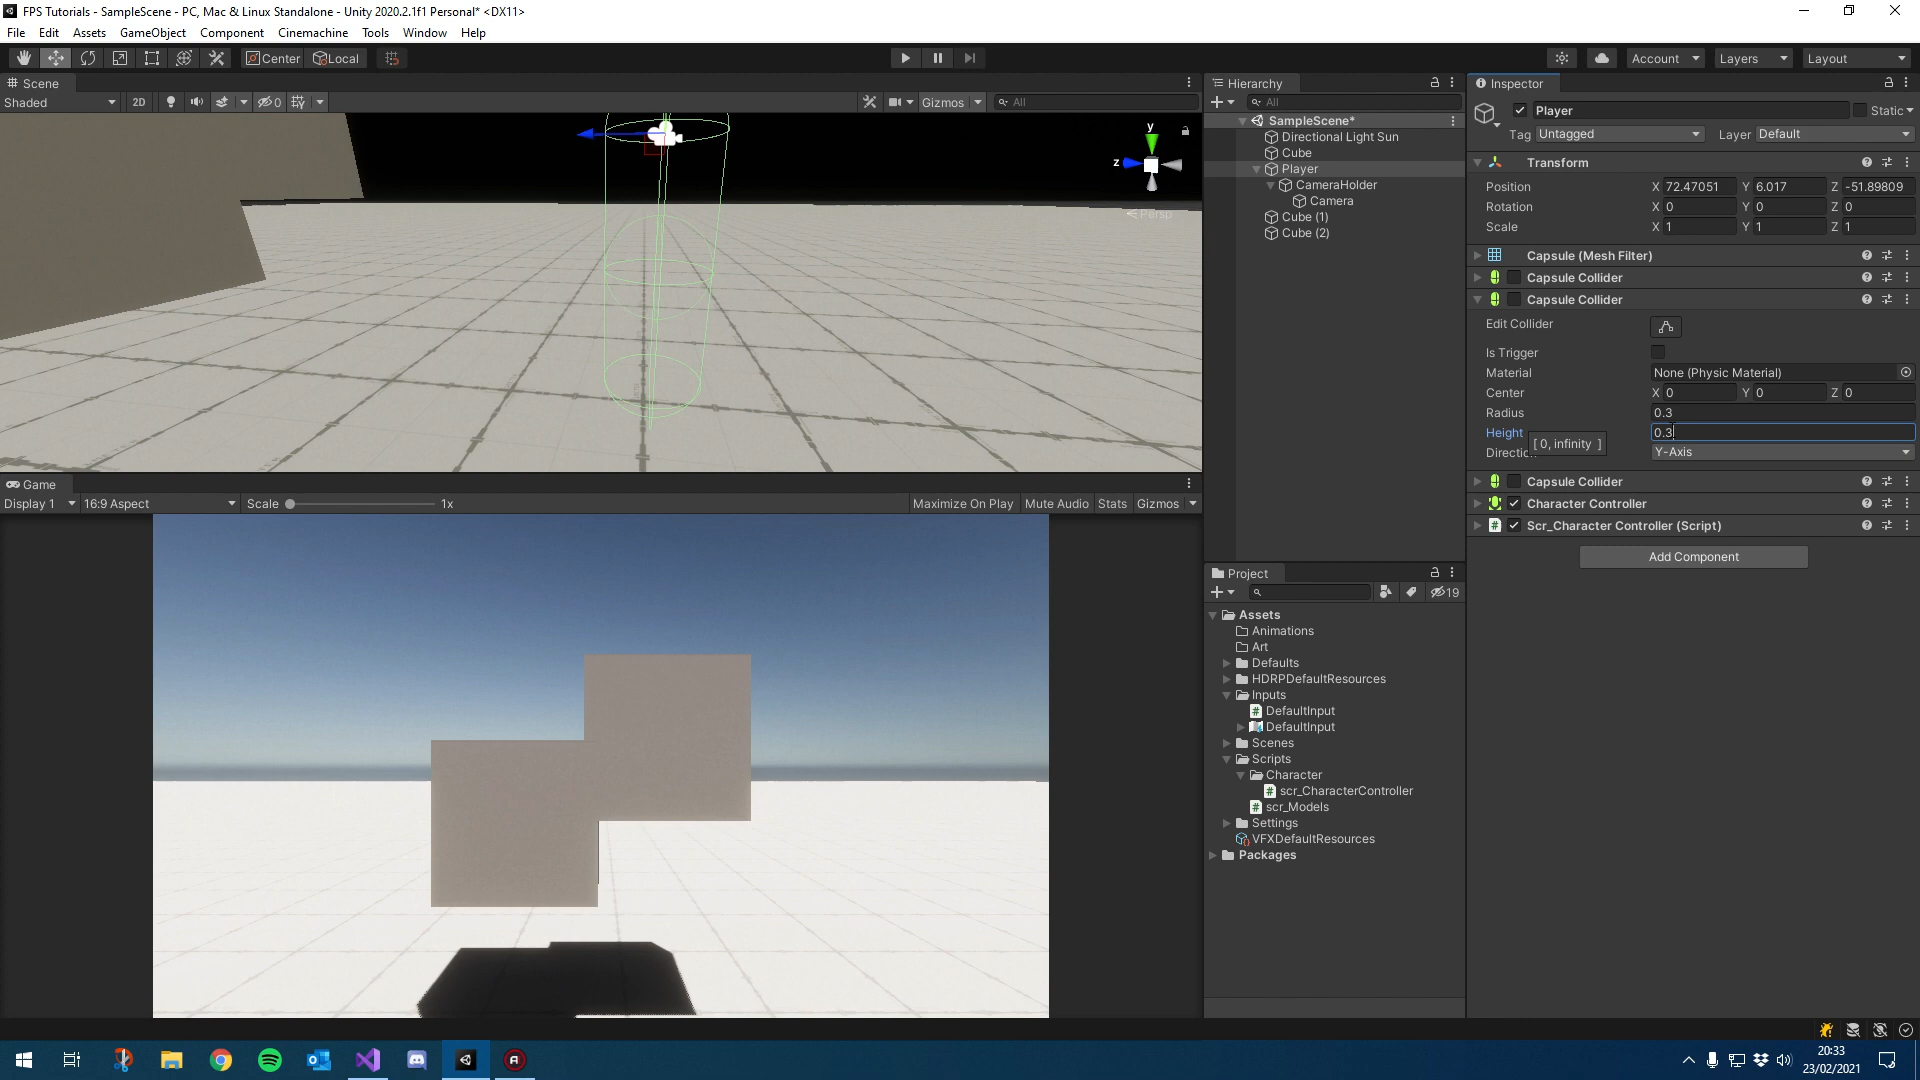 FPS Tutorials - SampleScene - PC, Mac & Linux Standalone - Unity 2020.2.1f1 Personal* <DX11>
File Edit Assets GameObject Component Cinemachine Tools Window Help
Center Local Account Layers Layout
Scene
Shaded 2D 0 Gizmos All
y
z
Persp
Game
Display 1 16:9 Aspect Scale 1x Maximize On Play Mute Audio Stats Gizmos
Hierarchy
All
SampleScene*
Directional Light Sun
Cube
Player
CameraHolder
Camera
Cube (1)
Cube (2)
Project
19
Assets
Animations
Art
Defaults
HDRPDefaultResources
Inputs
DefaultInput
DefaultInput
Scenes
Scripts
Character
scr_CharacterController
scr_Models
Settings
VFXDefaultResources
Packages
Inspector
Player Static
Tag Untagged Layer Default
Transform
Position X 72.47051 Y 6.017 Z -51.89809
Rotation X 0 Y 0 Z 0
Scale X 1 Y 1 Z 1
Capsule (Mesh Filter)
Capsule Collider
Capsule Collider
Edit Collider
Is Trigger
Material None (Physic Material)
Center X 0 Y 0 Z 0
Radius 0.3
Height 0.3
[ 0, infinity ]
Y-Axis
Capsule Collider
Character Controller
Scr_Character Controller (Script)
Add Component
20:33
23/02/2021